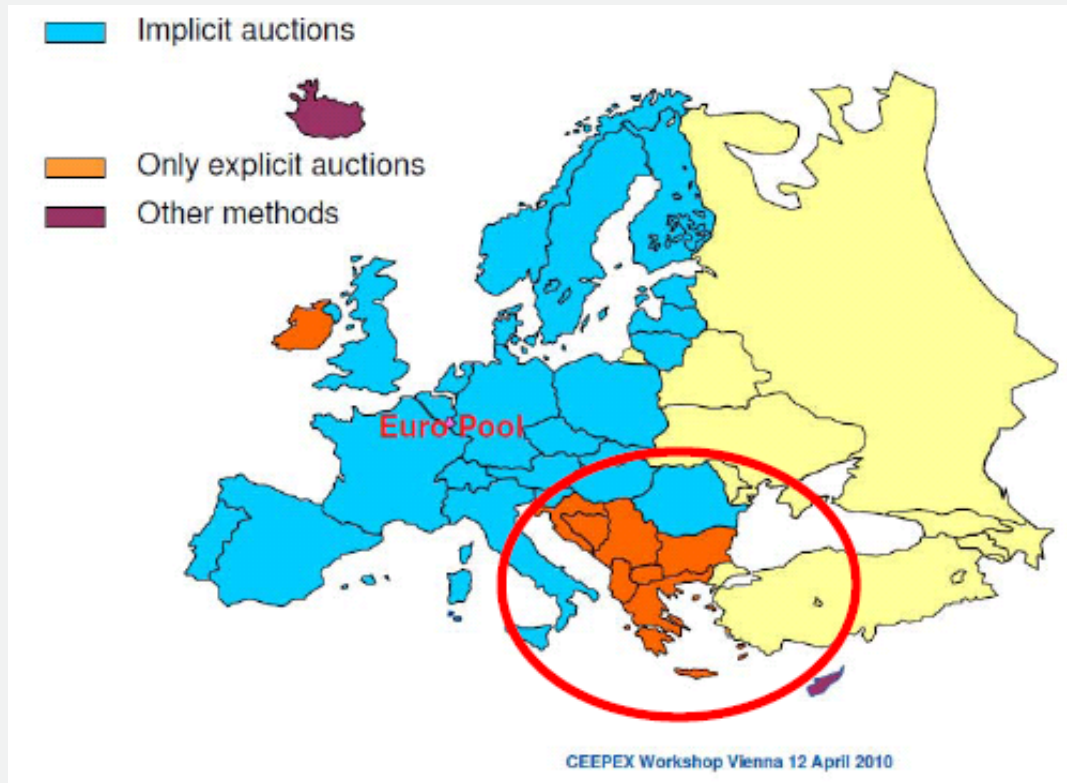 Implicit auctions
Only explicit auctions
Other methods
Euro Pool
CEEPEX Workshop Vienna 12 April 2010